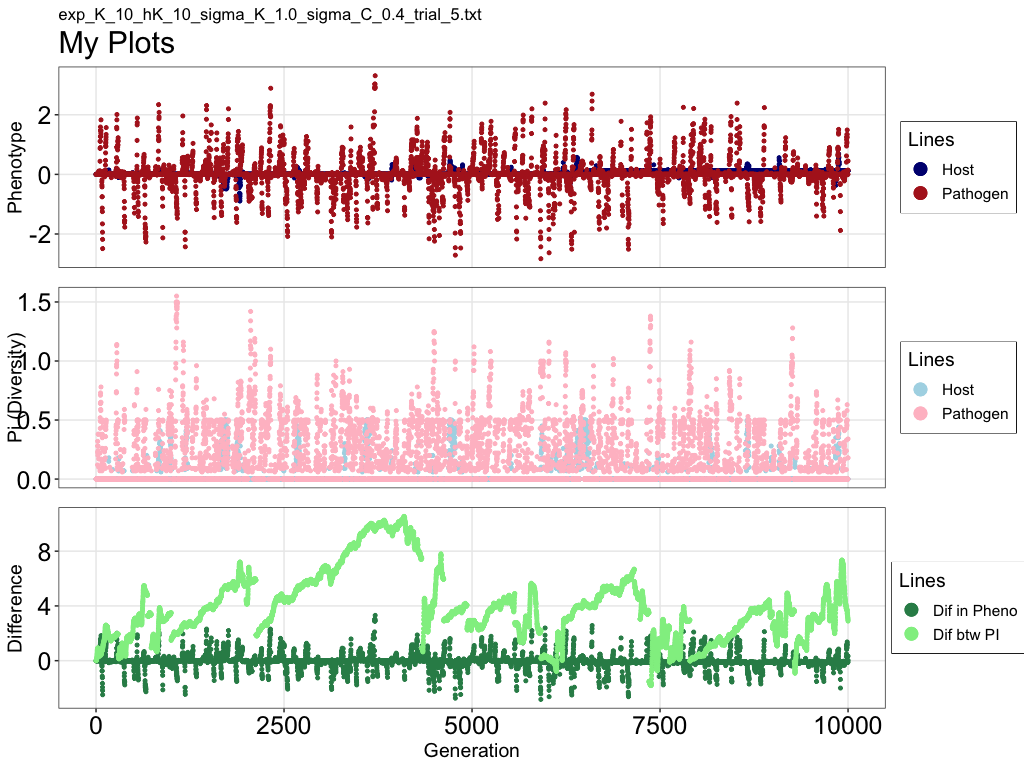 exp_K_10_hK_10_sigma_K_1.0_sigma_C_0.4_trial_5.txt
My Plots
Phenotype
2
0
-2
Lines
Host
Pathogen
Pi (Diversity)
1.5
1.0
0.5
0.0
Lines
Host
Pathogen
Difference
8
4
0
Lines
Dif in Pheno
Dif btw PI
0
2500
5000
7500
10000
Generation